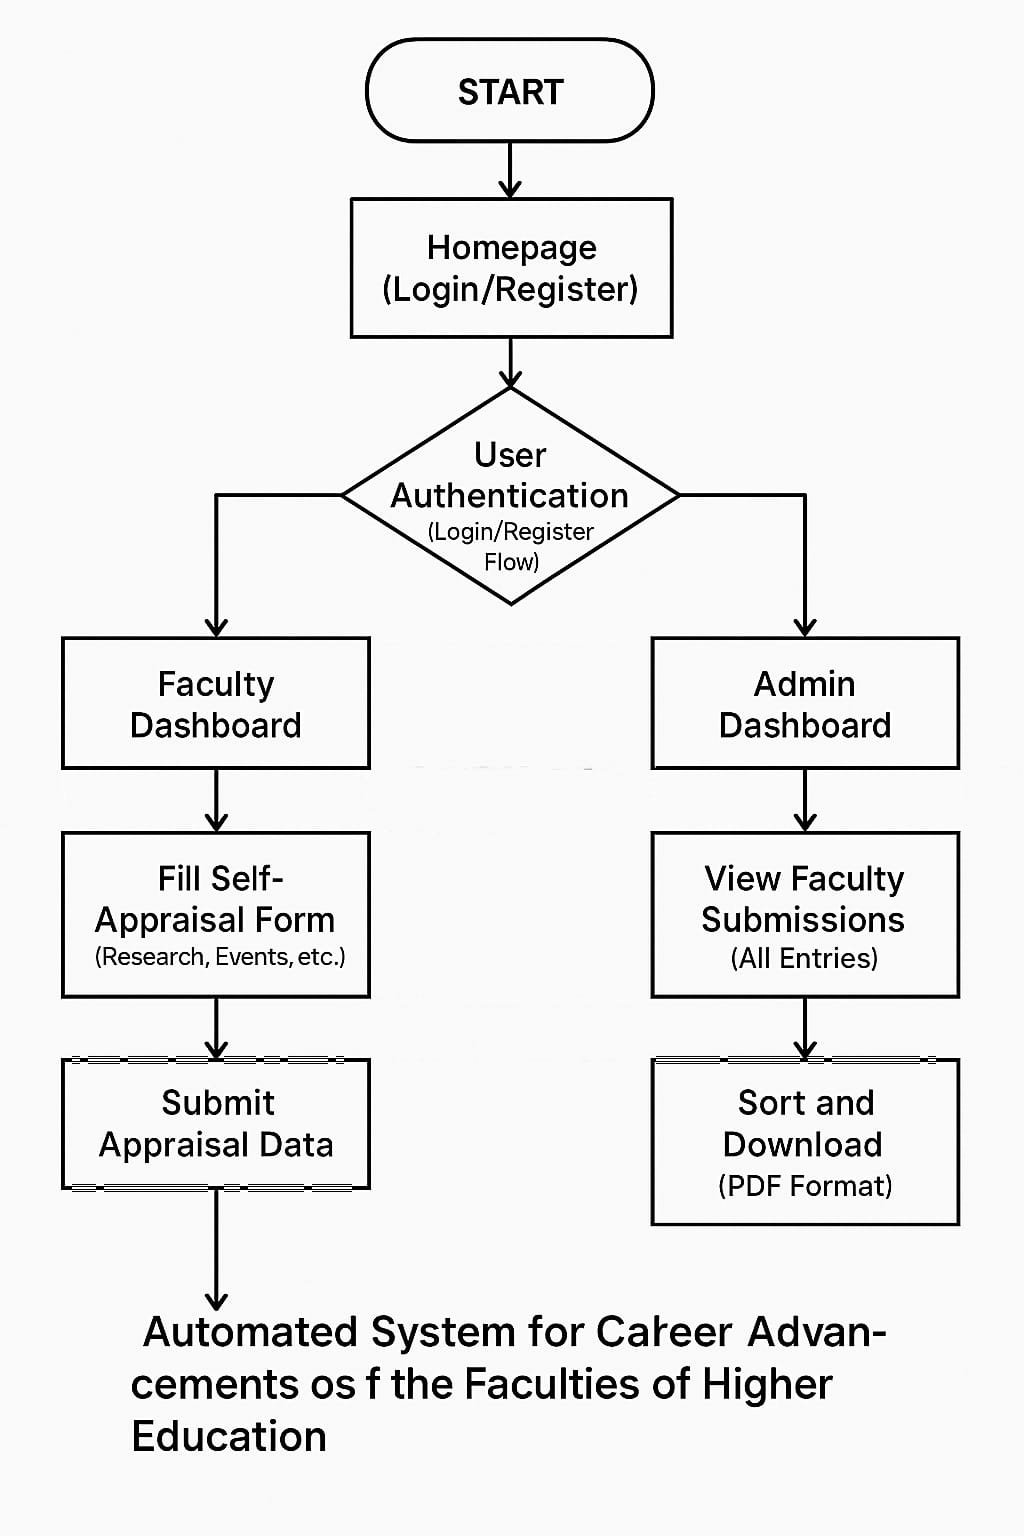 START
Homepage
(Login/Register)
User
Authentication
(Login/Register
Flow)
Faculty
Dashboard
Admin
Dashboard
Fill Self-
Appraisal Form
(Research, Events, etc.)
View Faculty
Submissions
(All Entries)
Submit
Appraisal Data
Sort and
Download
(PDF Format)
Automated System for Career Advan-
cements os f the Faculties of Higher
Education